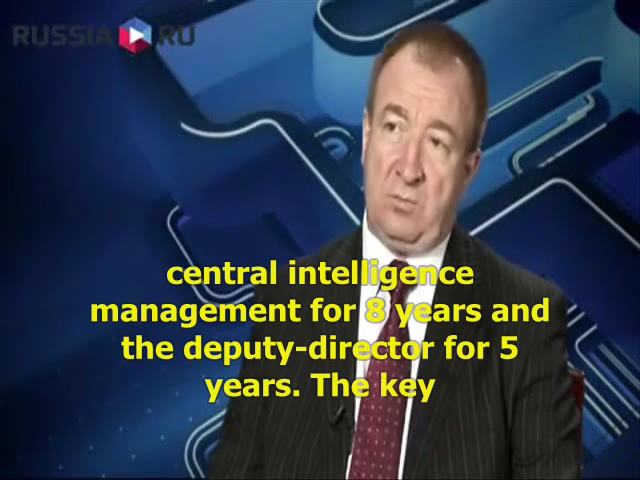 RUSSIA RU
central intelligence
management for 8 years and
the deputy-director for 5
years. The key